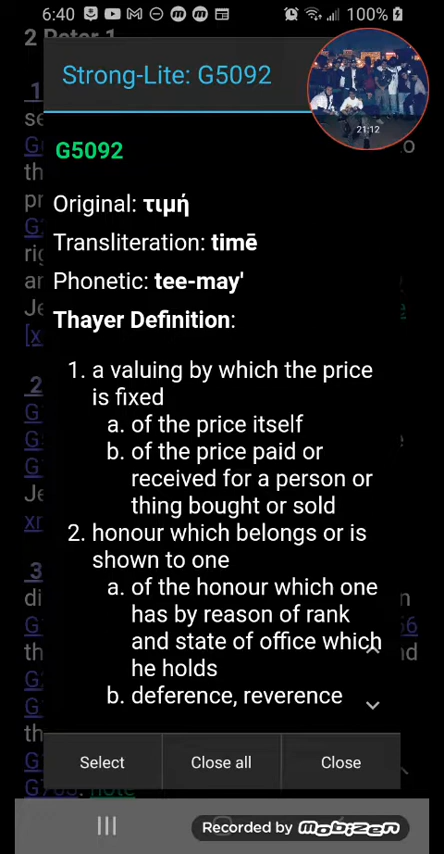 6:40
100%
2 Peter 1
Strong-Lite: G5092
21:12
G5092
Original: τιμή
Transliteration: timē
Phonetic: tee-may'
Thayer Definition:
1. a valuing by which the price
is fixed
a. of the price itself
b. of the price paid or
received for a person or
thing bought or sold
2. honour which belongs or is
shown to one
a. of the honour which one
has by reason of rank
and state of office which
he holds
b. deference, reverence
Select Close all Close
Recorded by Mobizen